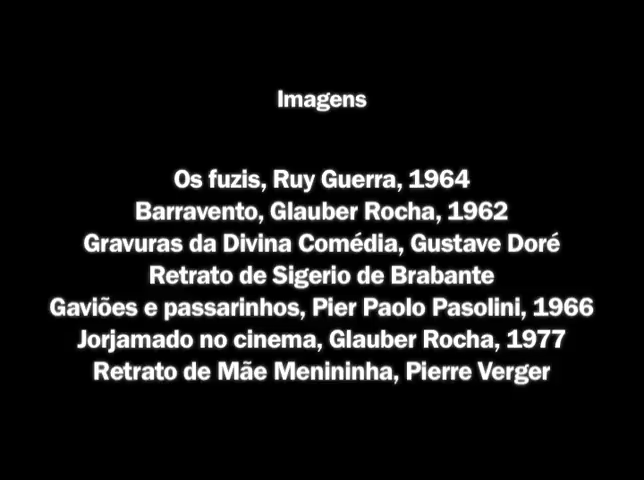 Imagens
Os fuzis, Ruy Guerra, 1964
Barravento, Glauber Rocha, 1962
Gravuras da Divina Comédia, Gustave Doré
Retrato de Sigerio de Brabante
Gaviões e passarinhos, Pier Paolo Pasolini, 1966
Jorjamado no cinema, Glauber Rocha, 1977
Retrato de Mãe Menininha, Pierre Verger